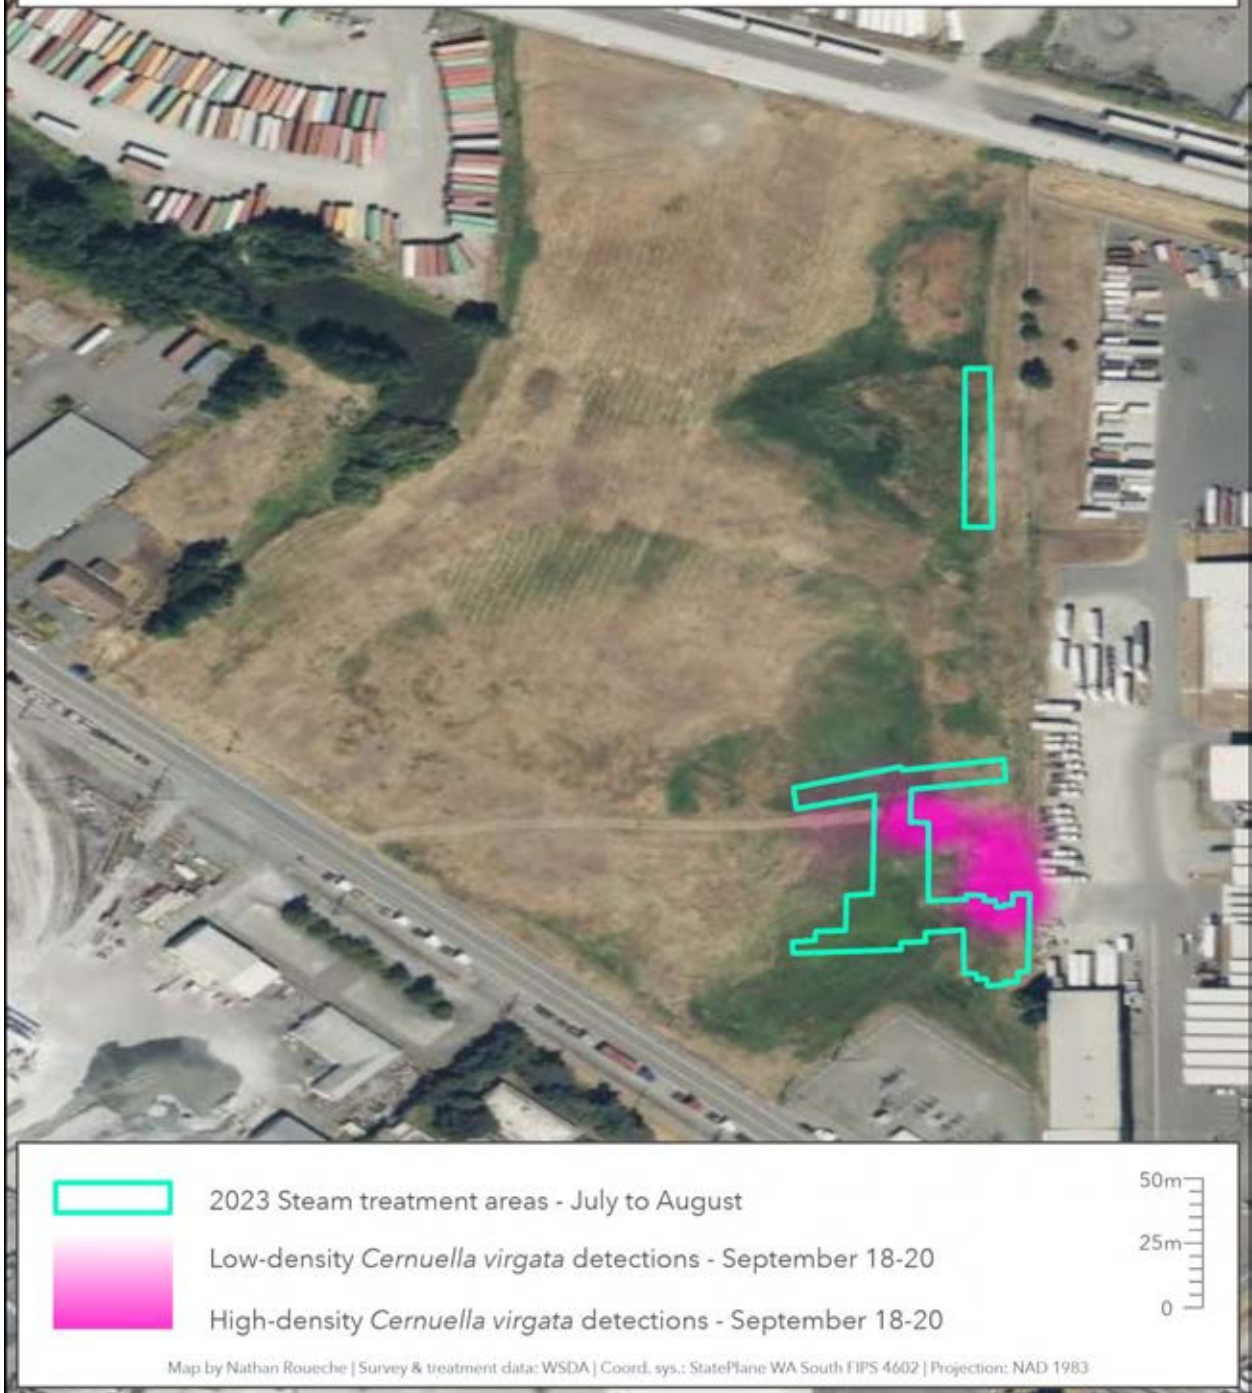 2023 Steam treatment areas - July to August
Low-density Cernuella virgata detections - September 18-20
High-density Cernuella virgata detections - September 18-20
50m
25m
0
Map by Nathan Roueche | Survey & treatment data: WSDA | Coord. sys.: StatePlane WA South FIPS 4602 | Projection: NAD 1983